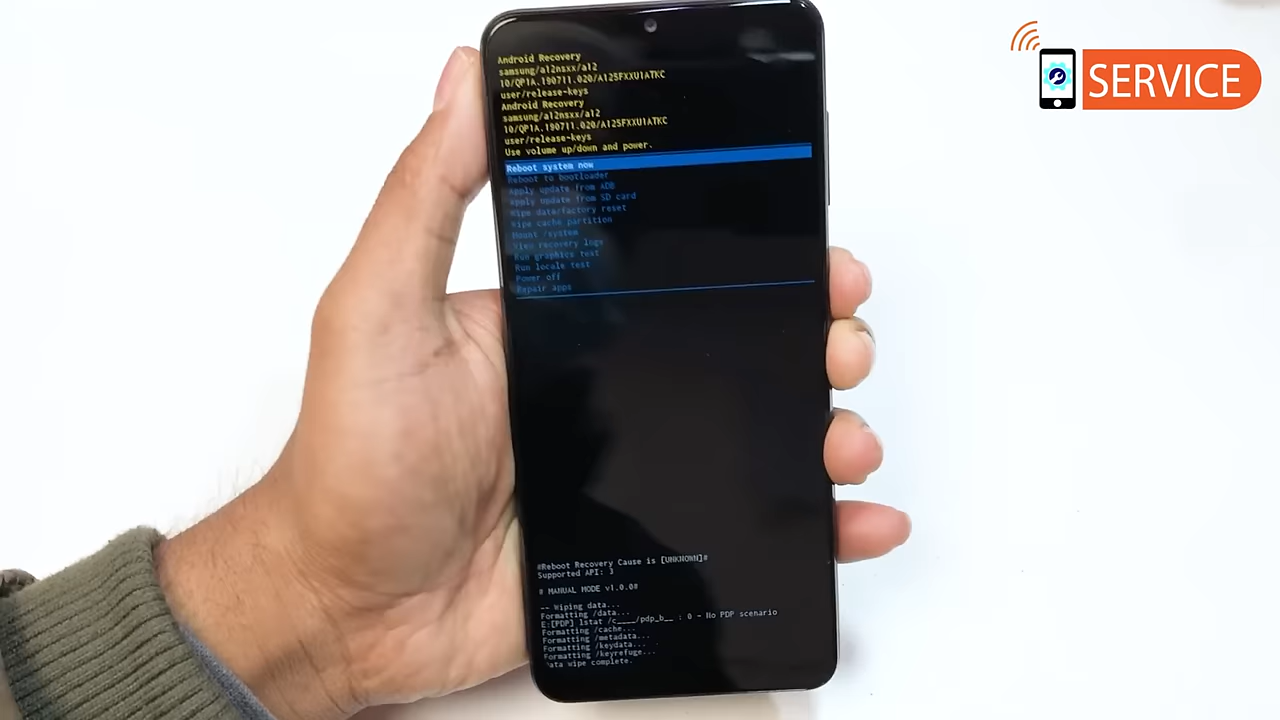 Android Recovery
samsung/a12nsxx/a12
10/QP1A.190711.020/A125FXXU1ATKC
user/release-keys
Android Recovery
samsung/a12nsxx/a12
10/QP1A.190711.020/A125FXXU1ATKC
user/release-keys
Use volume up/down and power.
Reboot system now
Reboot to bootloader
Apply update from ADB
Apply update from SD card
Wipe data/factory reset
Wipe cache partition
Mount /system
View recovery logs
Run graphics test
Run locale test
Power off
Repair apps
#Reboot Recovery Cause is [UNKNOWN]#
Supported API: 3
# MANUAL MODE v1.0.0#
-- Wiping data...
Formatting /data...
E:[PDP] lstat /c____/pdp_b__ : 0 - No PDP scenario
Formatting /cache...
Formatting /metadata...
Formatting /keydata...
Formatting /keyrefuge...
Data wipe complete.
SERVICE